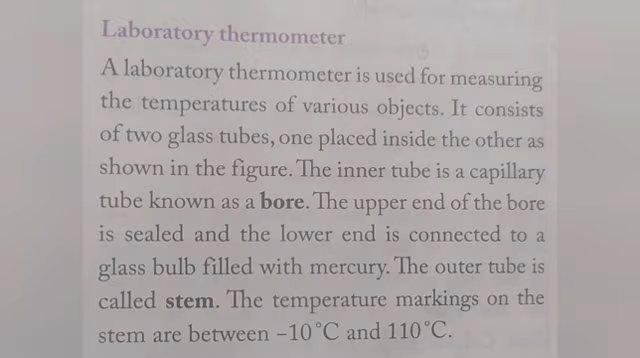 Laboratory thermometer
A laboratory thermometer is used for measuring
the temperatures of various objects. It consists
of two glass tubes, one placed inside the other as
shown in the figure. The inner tube is a capillary
tube known as a bore. The upper end of the bore
is sealed and the lower end is connected to a
glass bulb filled with mercury. The outer tube is
called stem. The temperature markings on the
stem are between −10°C and 110°C.